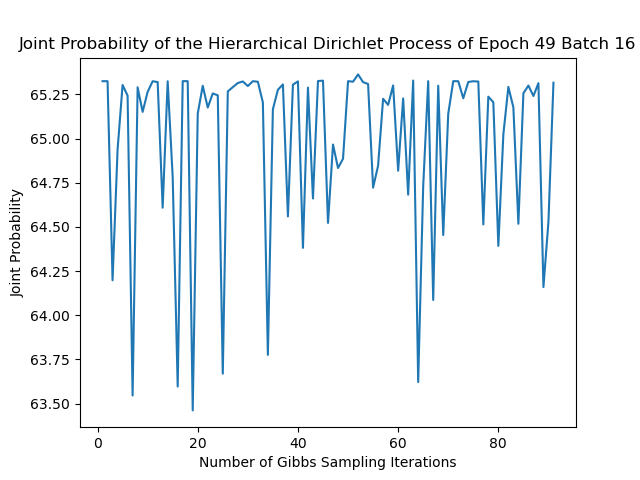 Joint Probability of the Hierarchical Dirichlet Process of Epoch 49 Batch 16
Joint Probability
65.25
65.00
64.75
64.50
64.25
64.00
63.75
63.50
0 20 40 60 80
Number of Gibbs Sampling Iterations